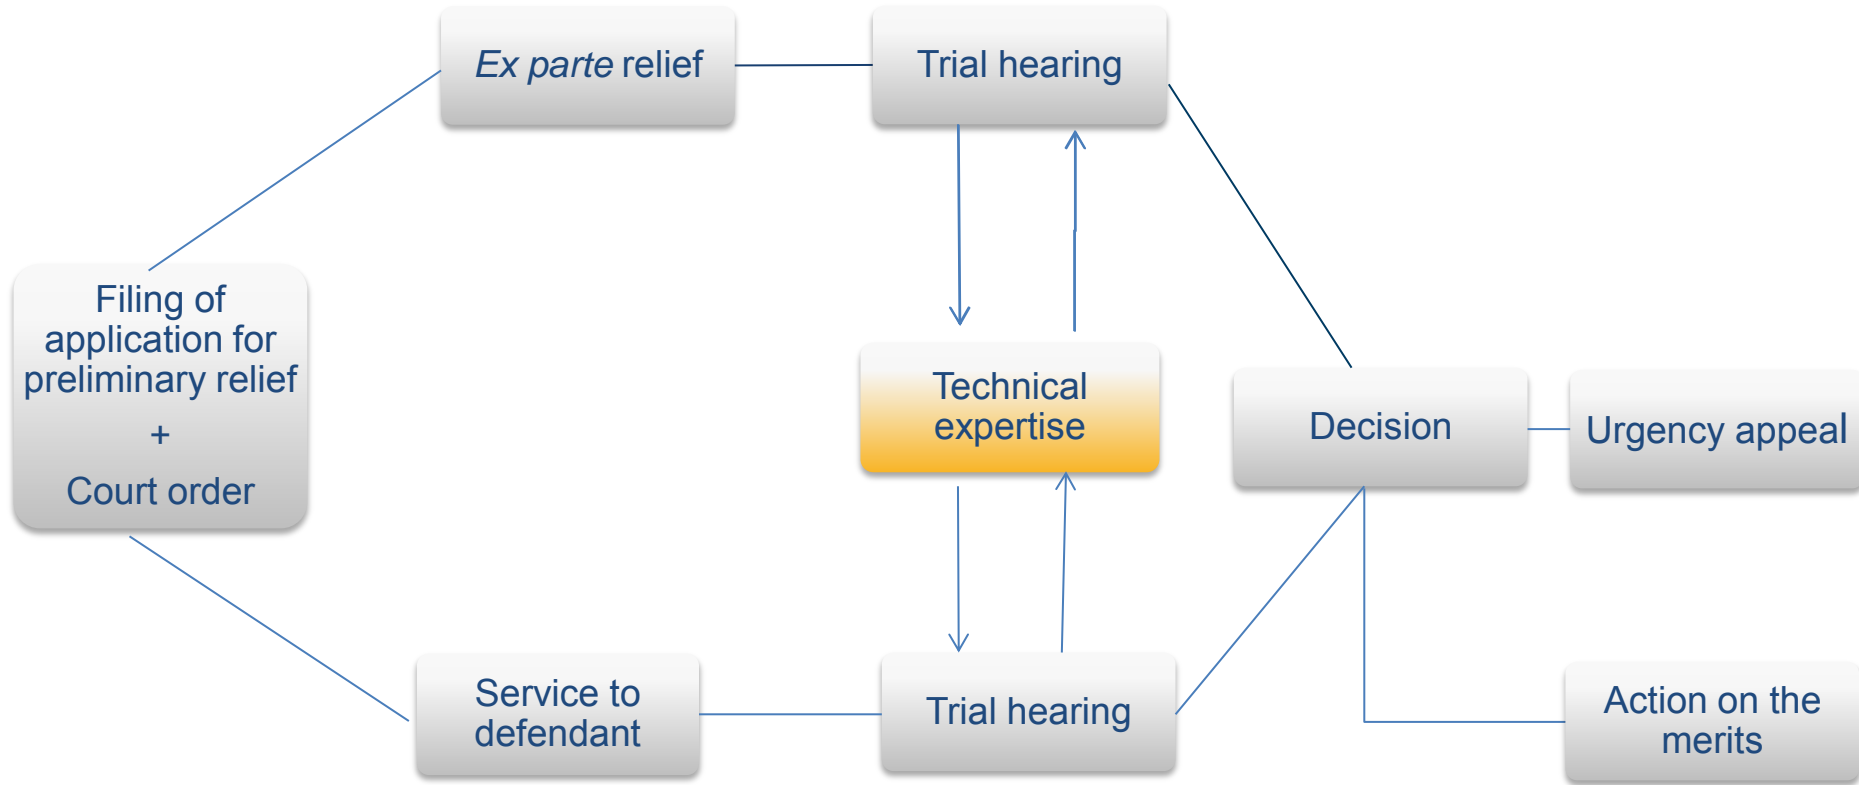 Ex parte relief
Trial hearing
Filing of
application for
preliminary relief
+
Court order
Technical
expertise
Decision
Urgency appeal
Service to
defendant
Trial hearing
Action on the
merits